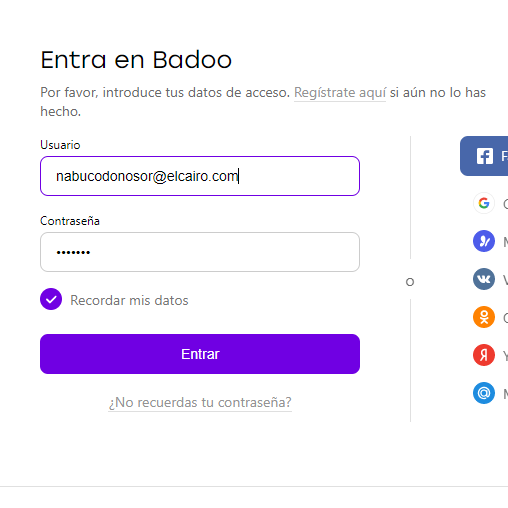 Entra en Badoo
Por favor, introduce tus datos de acceso. Regístrate aquí si aún no lo has
hecho.
Usuario
nabucodonosor@elcairo.com
Contraseña
•••••••
Recordar mis datos
o
Entrar
¿No recuerdas tu contraseña?